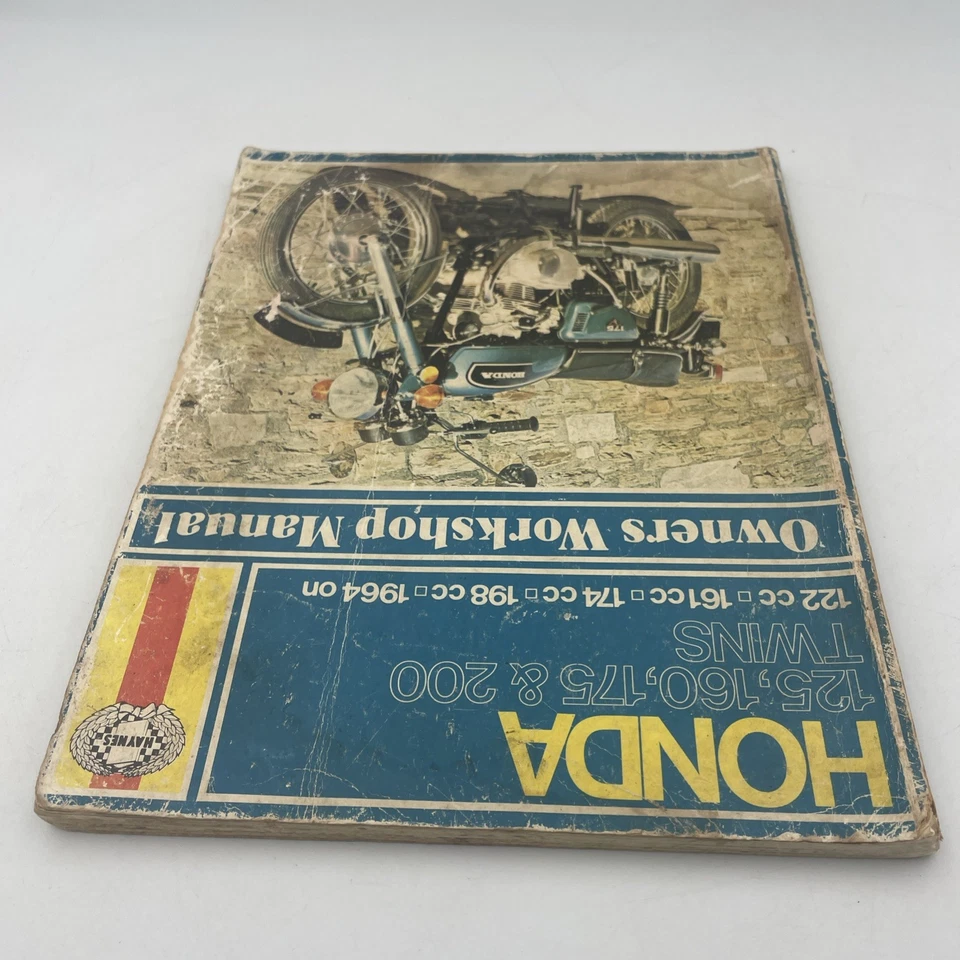 HONDA
125, 160, 175 & 200
TWINS
122 cc □ 161 cc □ 174 cc □ 198 cc □ 1964 on
HAYNES
Owners Workshop Manual
HONDA